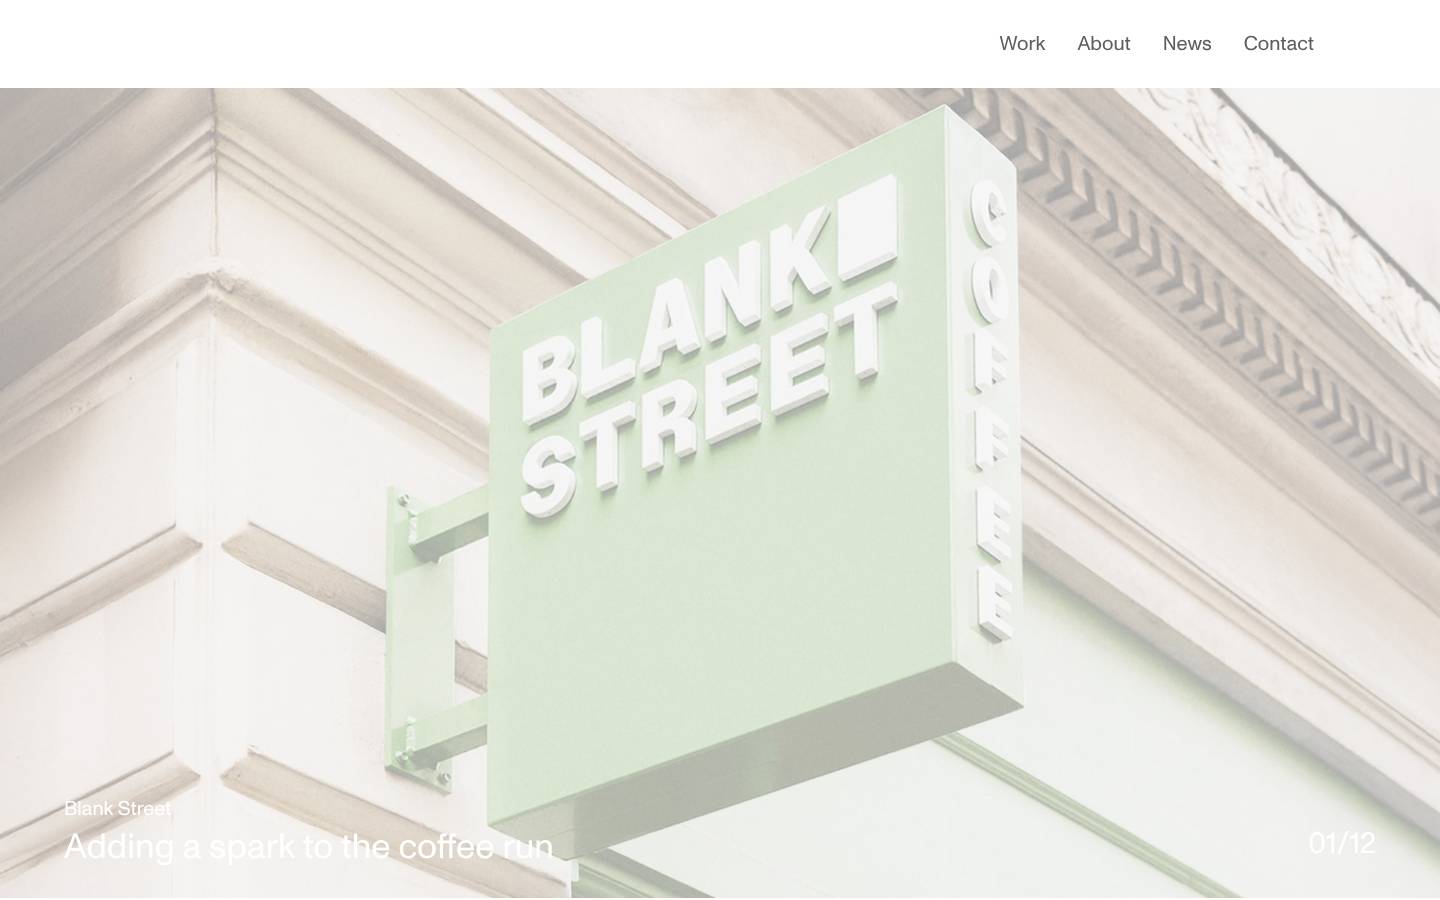 Work
About
News
Contact
BLANK
STREET
COFFEE
Blank Street
Adding a spark to the coffee run
01/12